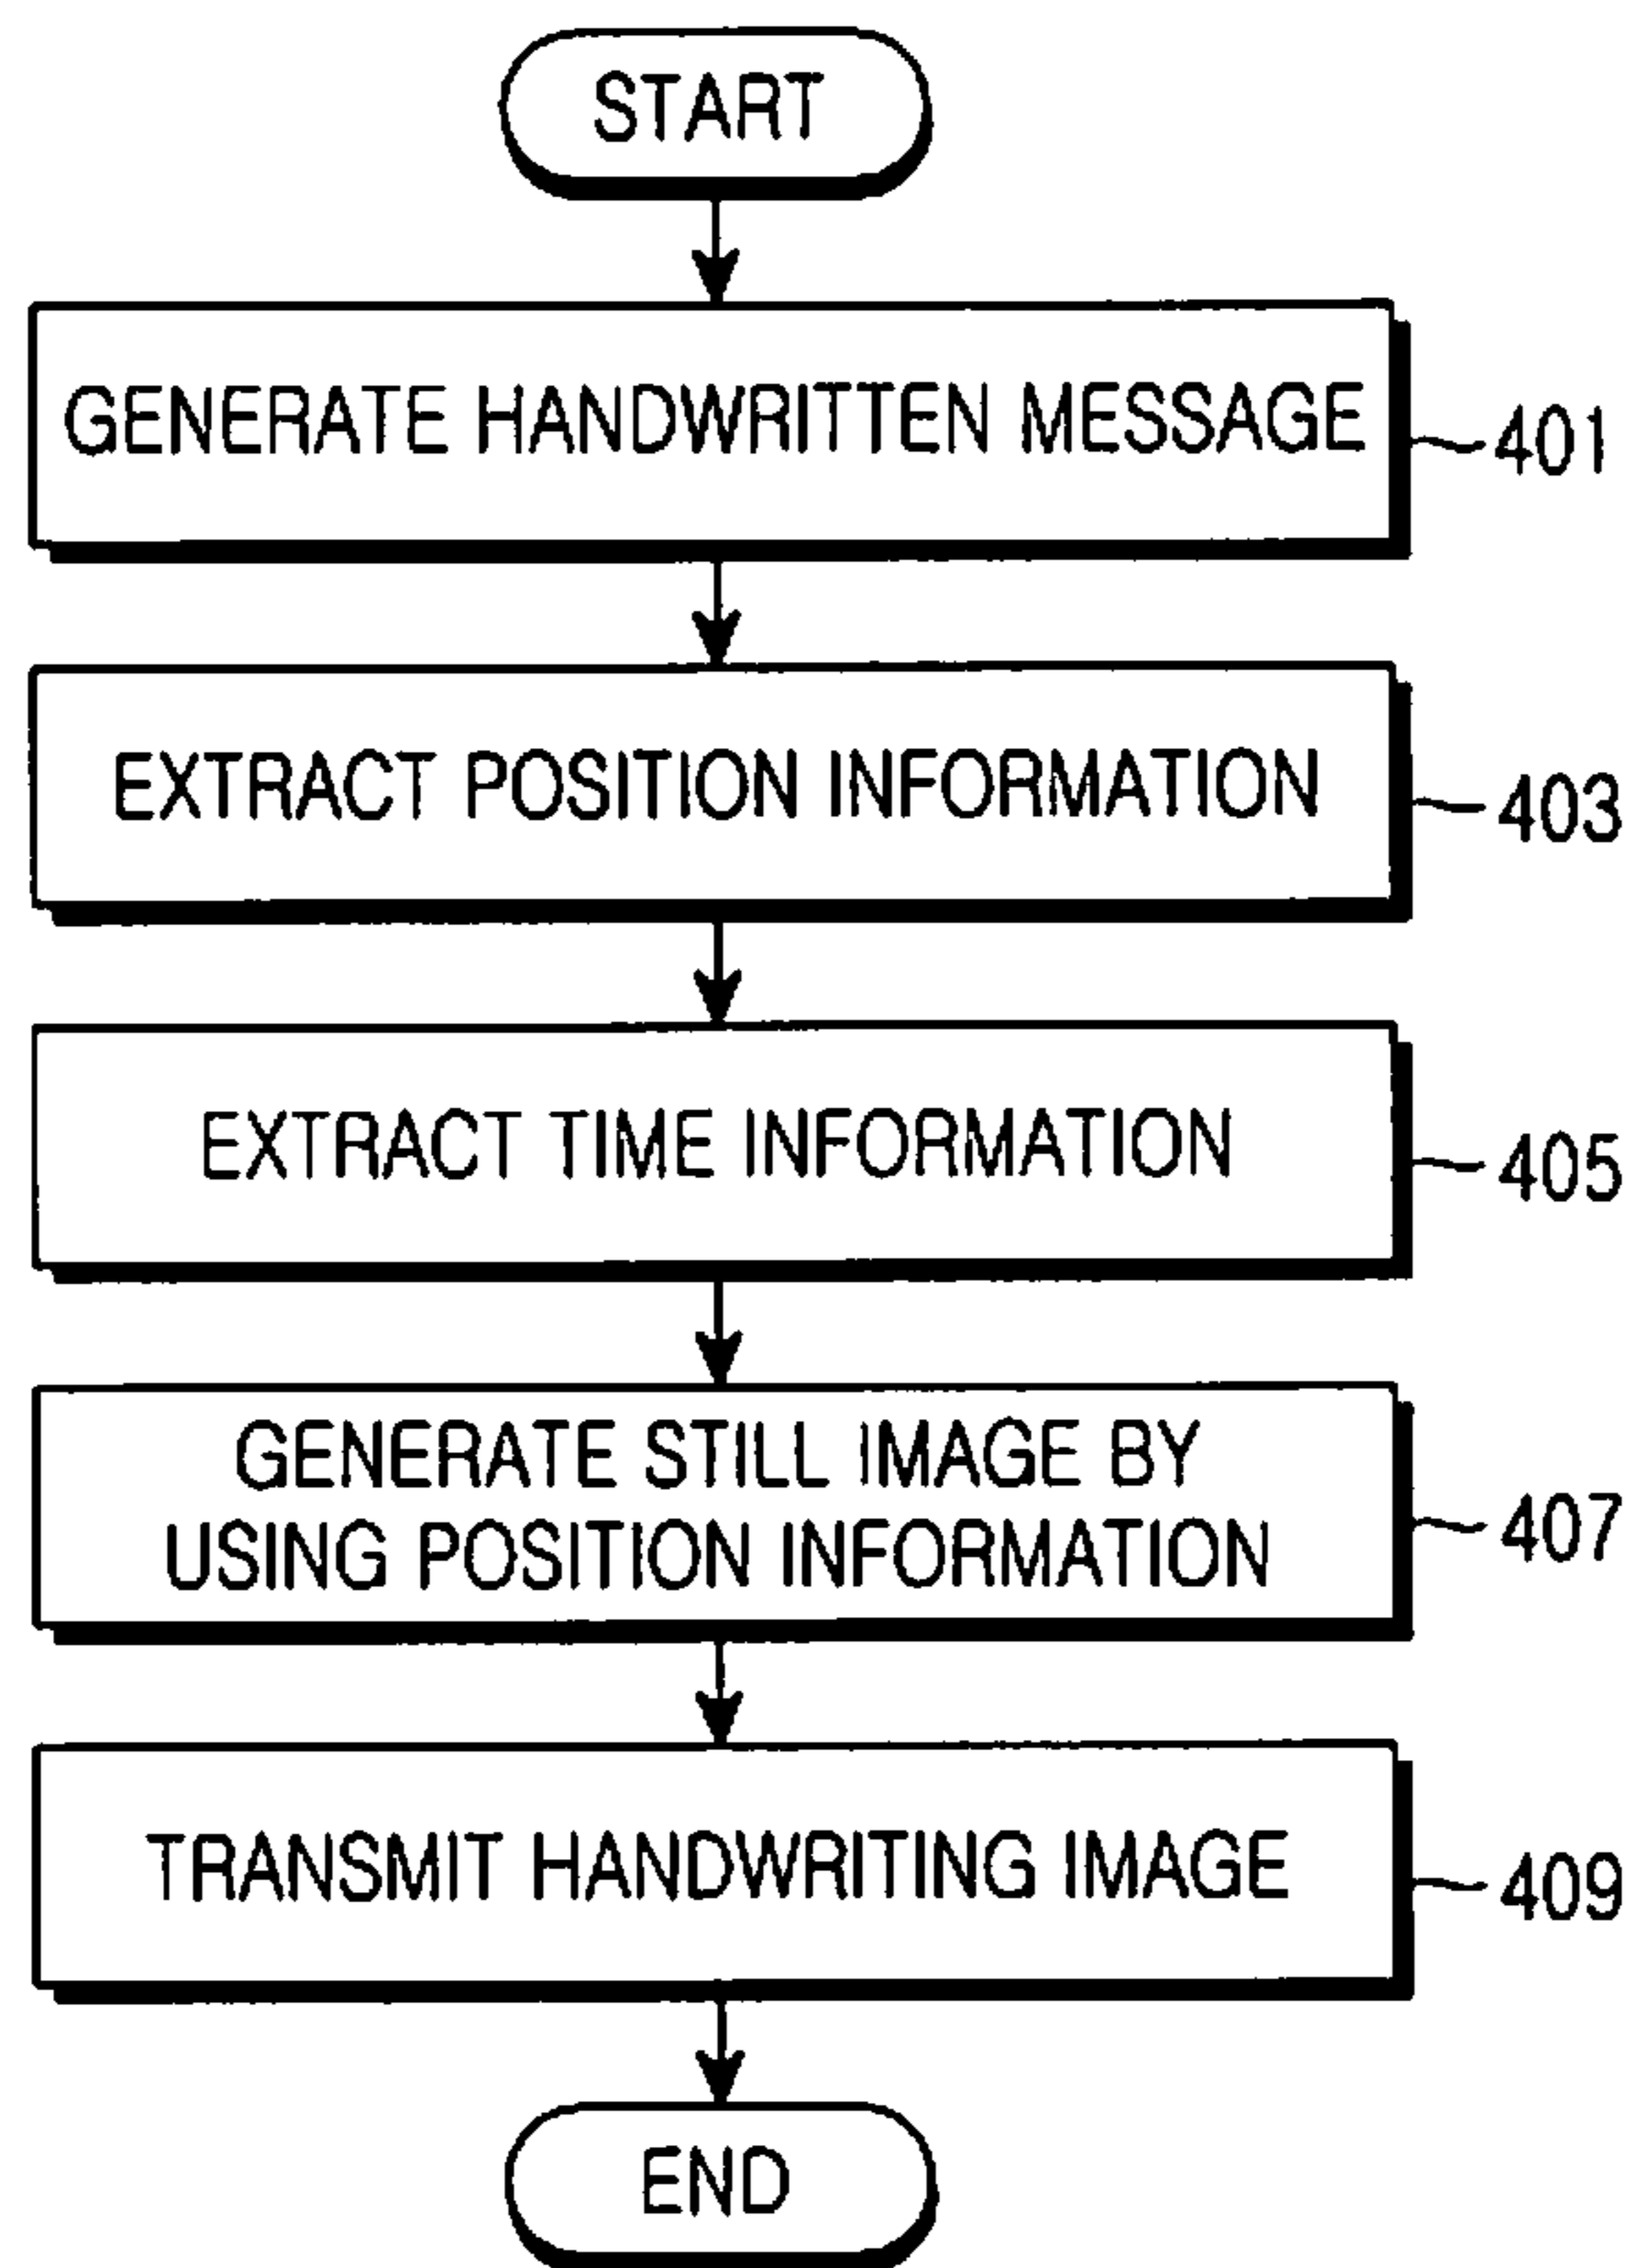 START
GENERATE HANDWRITTEN MESSAGE
401
EXTRACT POSITION INFORMATION
403
EXTRACT TIME INFORMATION
405
GENERATE STILL IMAGE BY
USING POSITION INFORMATION
407
TRANSMIT HANDWRITING IMAGE
409
END